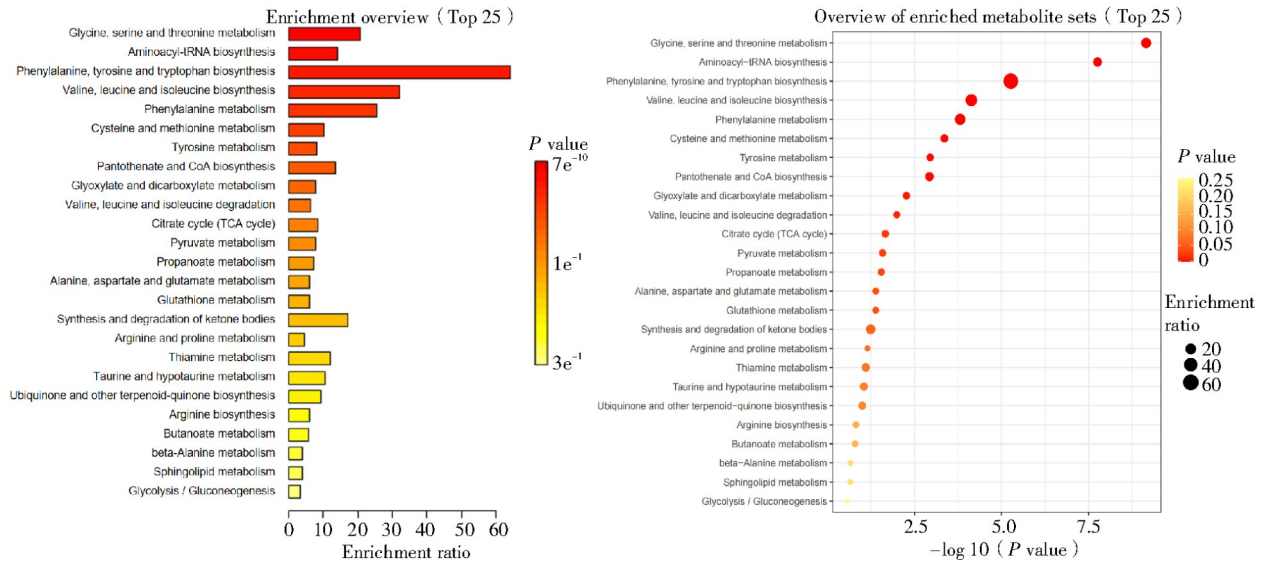 Enrichment overview ( Top 25 )
Glycine, serine and threonine metabolism
Aminoacyl-tRNA biosynthesis
Phenylalanine, tyrosine and tryptophan biosynthesis
Valine, leucine and isoleucine biosynthesis
Phenylalanine metabolism
Cysteine and methionine metabolism
Tyrosine metabolism
Pantothenate and CoA biosynthesis
Glyoxylate and dicarboxylate metabolism
Valine, leucine and isoleucine degradation
Citrate cycle (TCA cycle)
Pyruvate metabolism
Propanoate metabolism
Alanine, aspartate and glutamate metabolism
Glutathione metabolism
Synthesis and degradation of ketone bodies
Arginine and proline metabolism
Thiamine metabolism
Taurine and hypotaurine metabolism
Ubiquinone and other terpenoid-quinone biosynthesis
Arginine biosynthesis
Butanoate metabolism
beta-Alanine metabolism
Sphingolipid metabolism
Glycolysis / Gluconeogenesis
0 10 20 30 40 50 60
Enrichment ratio
P value
7e⁻¹⁰
1e⁻¹
3e⁻¹
Overview of enriched metabolite sets ( Top 25 )
Glycine, serine and threonine metabolism
Aminoacyl−tRNA biosynthesis
Phenylalanine, tyrosine and tryptophan biosynthesis
Valine, leucine and isoleucine biosynthesis
Phenylalanine metabolism
Cysteine and methionine metabolism
Tyrosine metabolism
Pantothenate and CoA biosynthesis
Glyoxylate and dicarboxylate metabolism
Valine, leucine and isoleucine degradation
Citrate cycle (TCA cycle)
Pyruvate metabolism
Propanoate metabolism
Alanine, aspartate and glutamate metabolism
Glutathione metabolism
Synthesis and degradation of ketone bodies
Arginine and proline metabolism
Thiamine metabolism
Taurine and hypotaurine metabolism
Ubiquinone and other terpenoid−quinone biosynthesis
Arginine biosynthesis
Butanoate metabolism
beta−Alanine metabolism
Sphingolipid metabolism
Glycolysis / Gluconeogenesis
2.5 5.0 7.5
−log 10 ( P value )
P value
0.25
0.20
0.15
0.10
0.05
0
Enrichment
ratio
20
40
60